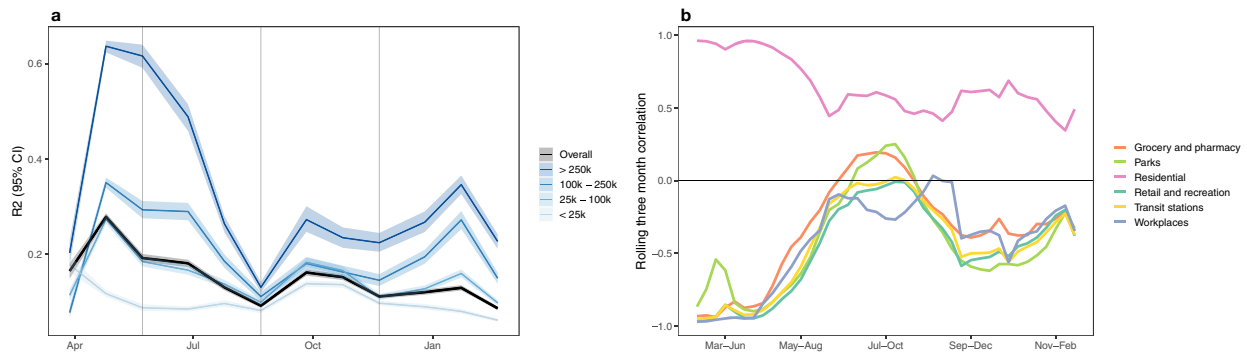 a
R2 (95% CI)
0.6
0.4
0.2
Apr
Jul
Oct
Jan
Overall
> 250k
100k − 250k
25k − 100k
< 25k
b
Rolling three month correlation
1.0
0.5
0.0
−0.5
−1.0
Mar−Jun
May−Aug
Jul−Oct
Sep−Dec
Nov−Feb
Grocery and pharmacy
Parks
Residential
Retail and recreation
Transit stations
Workplaces